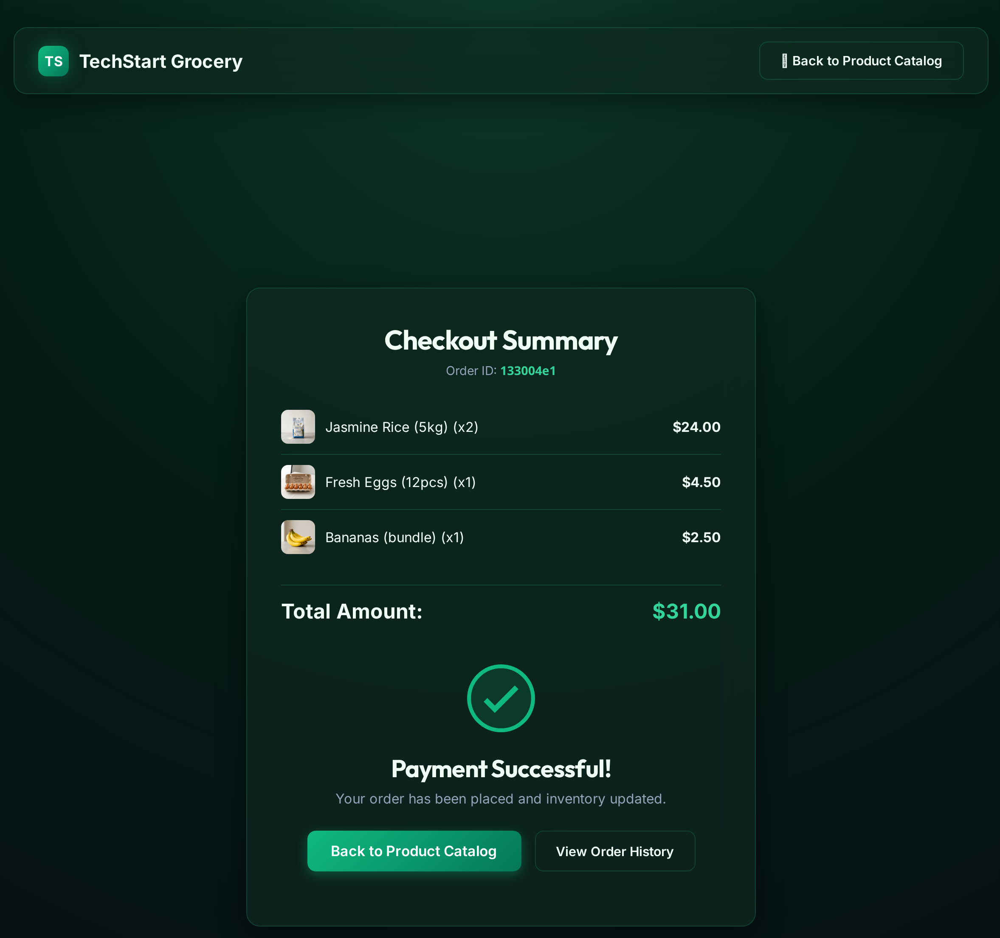 TS
TechStart Grocery
Back to Product Catalog
Checkout Summary
Order ID: 133004e1
Jasmine Rice (5kg) (x2)
$24.00
Fresh Eggs (12pcs) (x1)
$4.50
Bananas (bundle) (x1)
$2.50
Total Amount:
$31.00
Payment Successful!
Your order has been placed and inventory updated.
Back to Product Catalog
View Order History